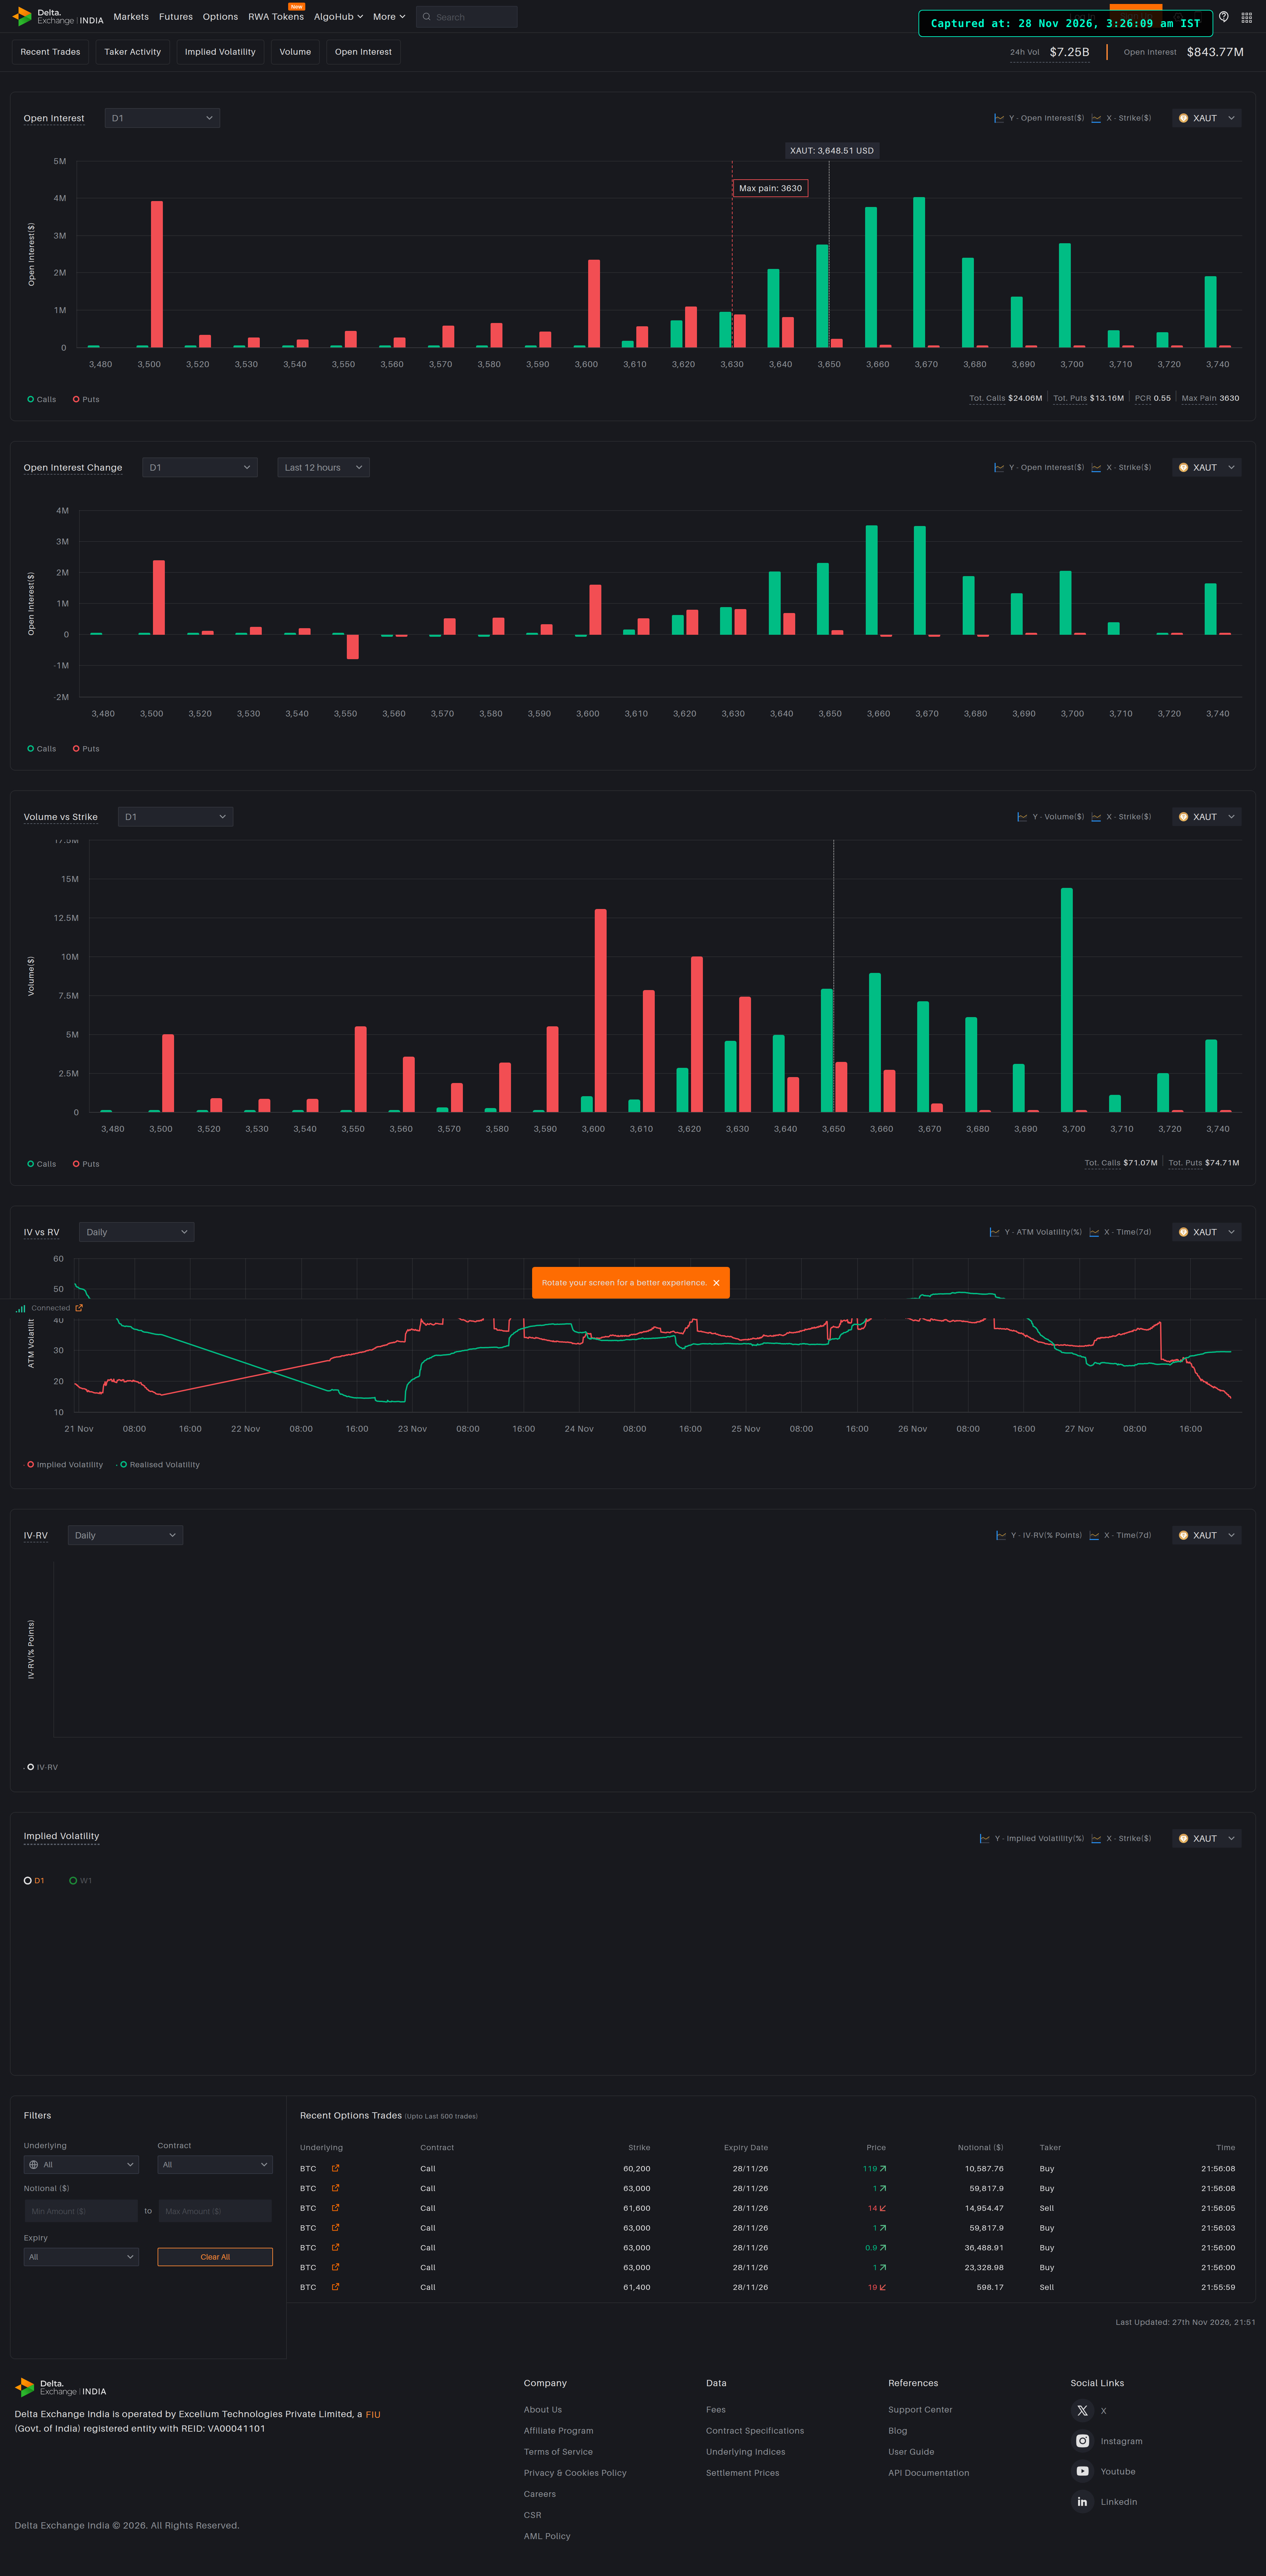 Delta.
Exchange | INDIA
Markets Futures Options RWA Tokens New AlgoHub More Search
Captured at: 28 Nov 2026, 3:26:09 am IST
Recent Trades Taker Activity Implied Volatility Volume Open Interest
24h Vol $7.25B Open Interest $843.77M
Open Interest D1 Y - Open Interest($) X - Strike($) XAUT
XAUT: 3,648.51 USD
Max pain: 3630
Open Interest($)
5M
4M
3M
2M
1M
0
3,480 3,500 3,520 3,530 3,540 3,550 3,560 3,570 3,580 3,590 3,600 3,610 3,620 3,630 3,640 3,650 3,660 3,670 3,680 3,690 3,700 3,710 3,720 3,740
Calls Puts
Tot. Calls $24.06M Tot. Puts $13.16M PCR 0.55 Max Pain 3630
Open Interest Change D1 Last 12 hours Y - Open Interest($) X - Strike($) XAUT
Open Interest($)
4M
3M
2M
1M
0
-1M
-2M
3,480 3,500 3,520 3,530 3,540 3,550 3,560 3,570 3,580 3,590 3,600 3,610 3,620 3,630 3,640 3,650 3,660 3,670 3,680 3,690 3,700 3,710 3,720 3,740
Calls Puts
Volume vs Strike D1 Y - Volume($) X - Strike($) XAUT
Volume($)
17.5M
15M
12.5M
10M
7.5M
5M
2.5M
0
3,480 3,500 3,520 3,530 3,540 3,550 3,560 3,570 3,580 3,590 3,600 3,610 3,620 3,630 3,640 3,650 3,660 3,670 3,680 3,690 3,700 3,710 3,720 3,740
Calls Puts
Tot. Calls $71.07M Tot. Puts $74.71M
IV vs RV Daily Y - ATM Volatility(%) X - Time(7d) XAUT
60
50
Rotate your screen for a better experience.
Connected
ATM Volatilit
40
30
20
10
21 Nov 08:00 16:00 22 Nov 08:00 16:00 23 Nov 08:00 16:00 24 Nov 08:00 16:00 25 Nov 08:00 16:00 26 Nov 08:00 16:00 27 Nov 08:00 16:00
Implied Volatility Realised Volatility
IV-RV Daily Y - IV-RV(% Points) X - Time(7d) XAUT
IV-RV(% Points)
IV-RV
Implied Volatility Y - Implied Volatility(%) X - Strike($) XAUT
D1 W1
Filters
Underlying Contract
All All
Notional ($)
Min Amount ($) to Max Amount ($)
Expiry
All Clear All
Recent Options Trades (Upto Last 500 trades)
Underlying Contract Strike Expiry Date Price Notional ($) Taker Time
BTC Call 60,200 28/11/26 119 10,587.76 Buy 21:56:08
BTC Call 63,000 28/11/26 1 59,817.9 Buy 21:56:08
BTC Call 61,600 28/11/26 14 14,954.47 Sell 21:56:05
BTC Call 63,000 28/11/26 1 59,817.9 Buy 21:56:03
BTC Call 63,000 28/11/26 0.9 36,488.91 Buy 21:56:00
BTC Call 63,000 28/11/26 1 23,328.98 Buy 21:56:00
BTC Call 61,400 28/11/26 19 598.17 Sell 21:55:59
Last Updated: 27th Nov 2026, 21:51
Delta.
Exchange | INDIA
Delta Exchange India is operated by Excelium Technologies Private Limited, a FIU
(Govt. of India) registered entity with REID: VA00041101
Delta Exchange India © 2026. All Rights Reserved.
Company
About Us
Affiliate Program
Terms of Service
Privacy & Cookies Policy
Careers
CSR
AML Policy
Data
Fees
Contract Specifications
Underlying Indices
Settlement Prices
References
Support Center
Blog
User Guide
API Documentation
Social Links
X
Instagram
Youtube
Linkedin